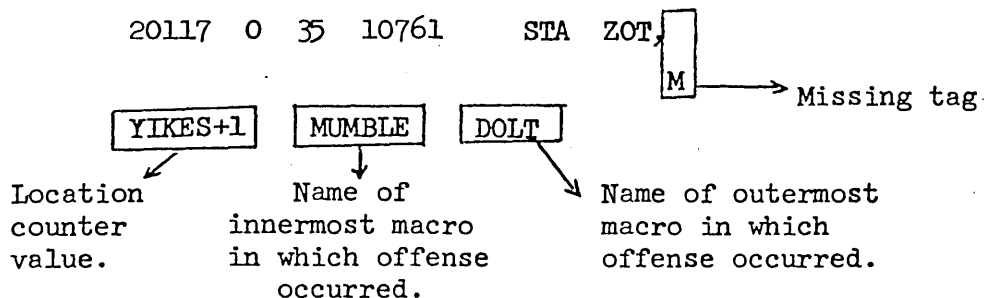 20117 0 35 10761 STA ZOT,
M
Missing tag
YIKES+1 MUMBLE DOLT
Location counter value.
Name of innermost macro in which offense occurred.
Name of outermost macro in which offense occurred.